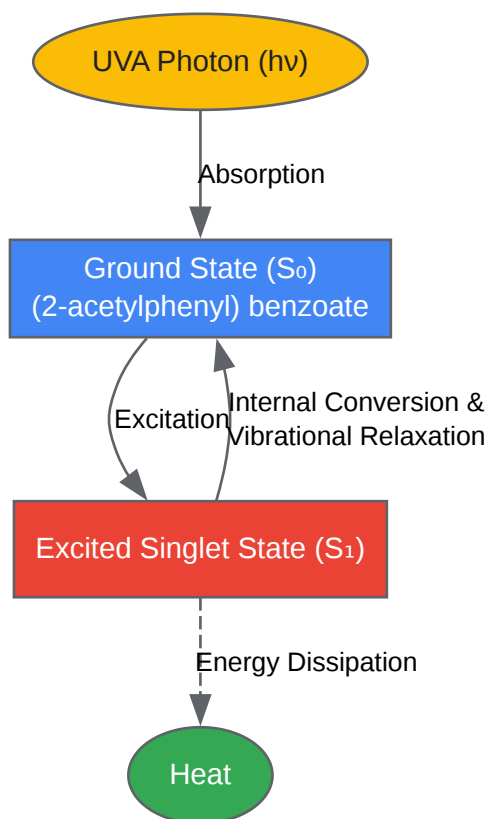 UVA Photon (hν)
Absorption
Ground State (S₀)
(2-acetylphenyl) benzoate
Excitation
Internal Conversion &
Vibrational Relaxation
Excited Singlet State (S₁)
Energy Dissipation
Heat